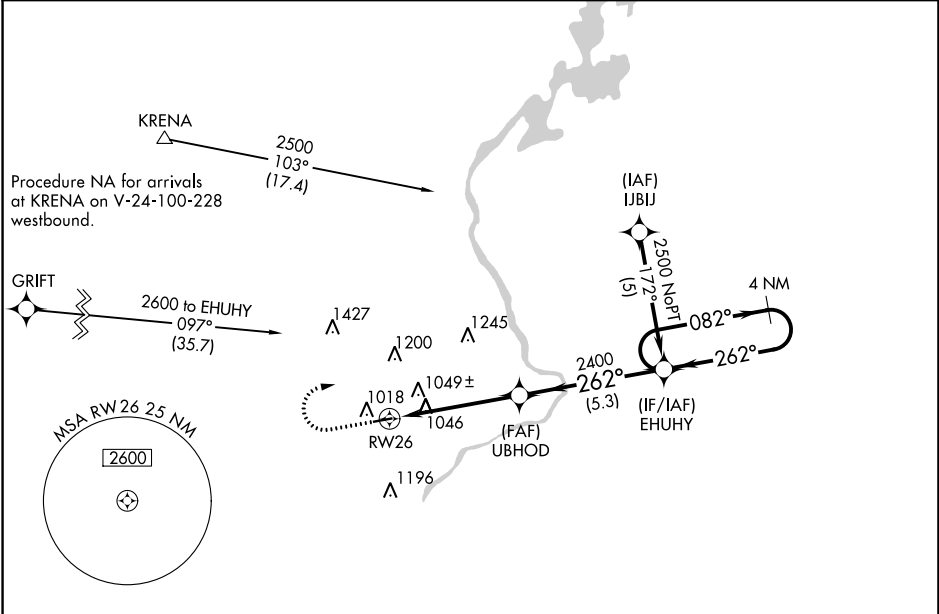 KRENA
2500
103°
(17.4)
Procedure NA for arrivals
at KRENA on V-24-100-228
westbound.
(IAF)
IJBIJ
2500 NoPT
172°
(5)
4 NM
GRIFT
2600 to EHUHY
097°
(35.7)
082°
262°
1427
1200
1245
2400
262°
(5.3)
1049±
1018
1046
RW26
(FAF)
UBHOD
(IF/IAF)
EHUHY
MSA RW26 25 NM
2600
1196